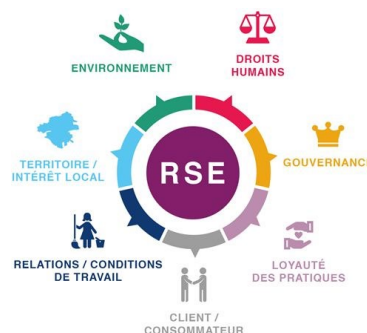 ENVIRONNEMENT
DROITS
HUMAINS
TERRITOIRE /
INTÉRÊT LOCAL
RSE
GOUVERNANC
RELATIONS / CONDITIONS
DE TRAVAIL
LOYAUTÉ
DES PRATIQUES
CLIENT /
CONSOMMATEUR